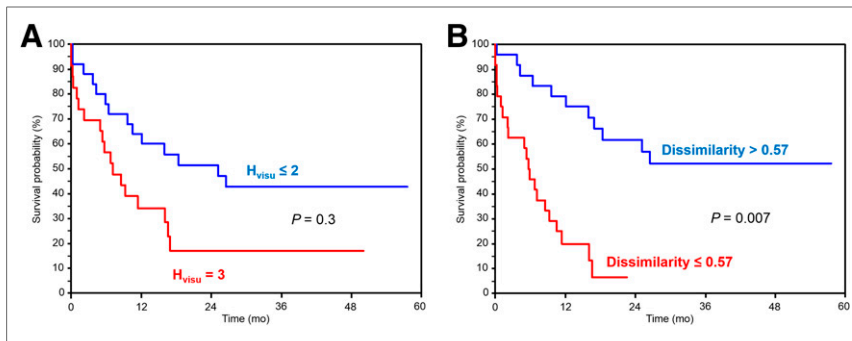 A
100
90
80
70
60
50
40
30
20
10
0
Survival probability (%)
H_visu ≤ 2
P = 0.3
H_visu = 3
0 12 24 36 48 60
Time (mo)
B
100
90
80
70
60
50
40
30
20
10
0
Survival probability (%)
Dissimilarity > 0.57
P = 0.007
Dissimilarity ≤ 0.57
0 12 24 36 48 60
Time (mo)